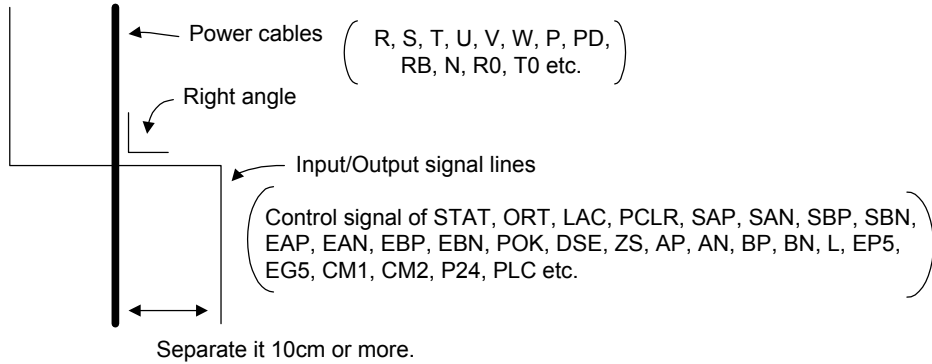 Power cables
R, S, T, U, V, W, P, PD,
RB, N, R0, T0 etc.
Right angle
Input/Output signal lines
Control signal of STAT, ORT, LAC, PCLR, SAP, SAN, SBP, SBN,
EAP, EAN, EBP, EBN, POK, DSE, ZS, AP, AN, BP, BN, L, EP5,
EG5, CM1, CM2, P24, PLC etc.
Separate it 10cm or more.